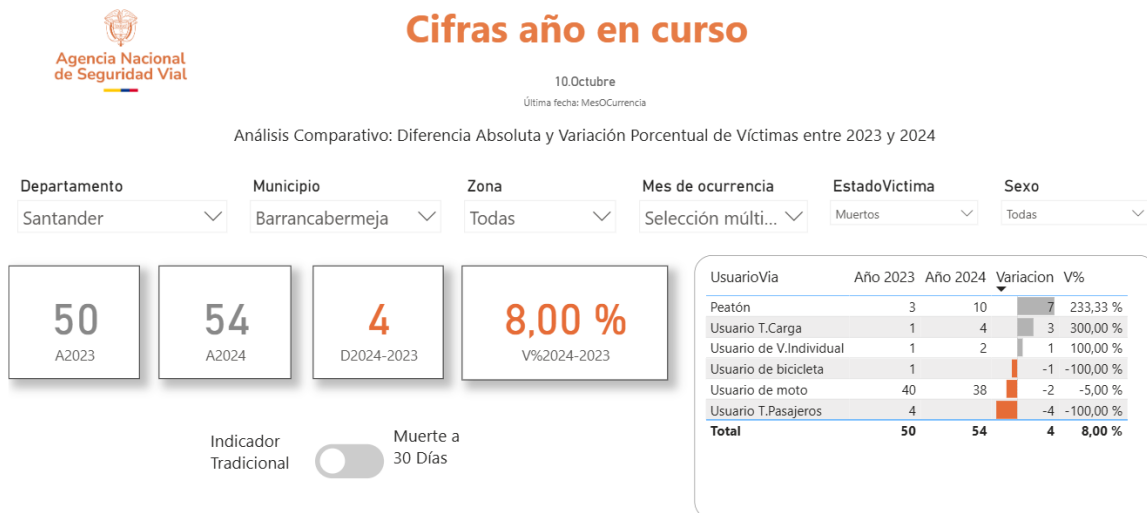 Agencia Nacional
de Seguridad Vial
Cifras año en curso
10.Octubre
Última fecha: MesOCurrencia
Análisis Comparativo: Diferencia Absoluta y Variación Porcentual de Víctimas entre 2023 y 2024
Departamento Municipio Zona Mes de ocurrencia EstadoVictima Sexo
Santander Barrancabermeja Todas Selección múlti... Muertos Todas
50 54 4 8,00 %
A2023 A2024 D2024-2023 V%2024-2023
UsuarioVia Año 2023 Año 2024 Variacion V%
Peatón 3 10 7 233,33 %
Usuario T.Carga 1 4 3 300,00 %
Usuario de V.Individual 1 2 1 100,00 %
Usuario de bicicleta 1 -1 -100,00 %
Usuario de moto 40 38 -2 -5,00 %
Usuario T.Pasajeros 4 -4 -100,00 %
Total 50 54 4 8,00 %
Indicador
Tradicional
Muerte a
30 Días